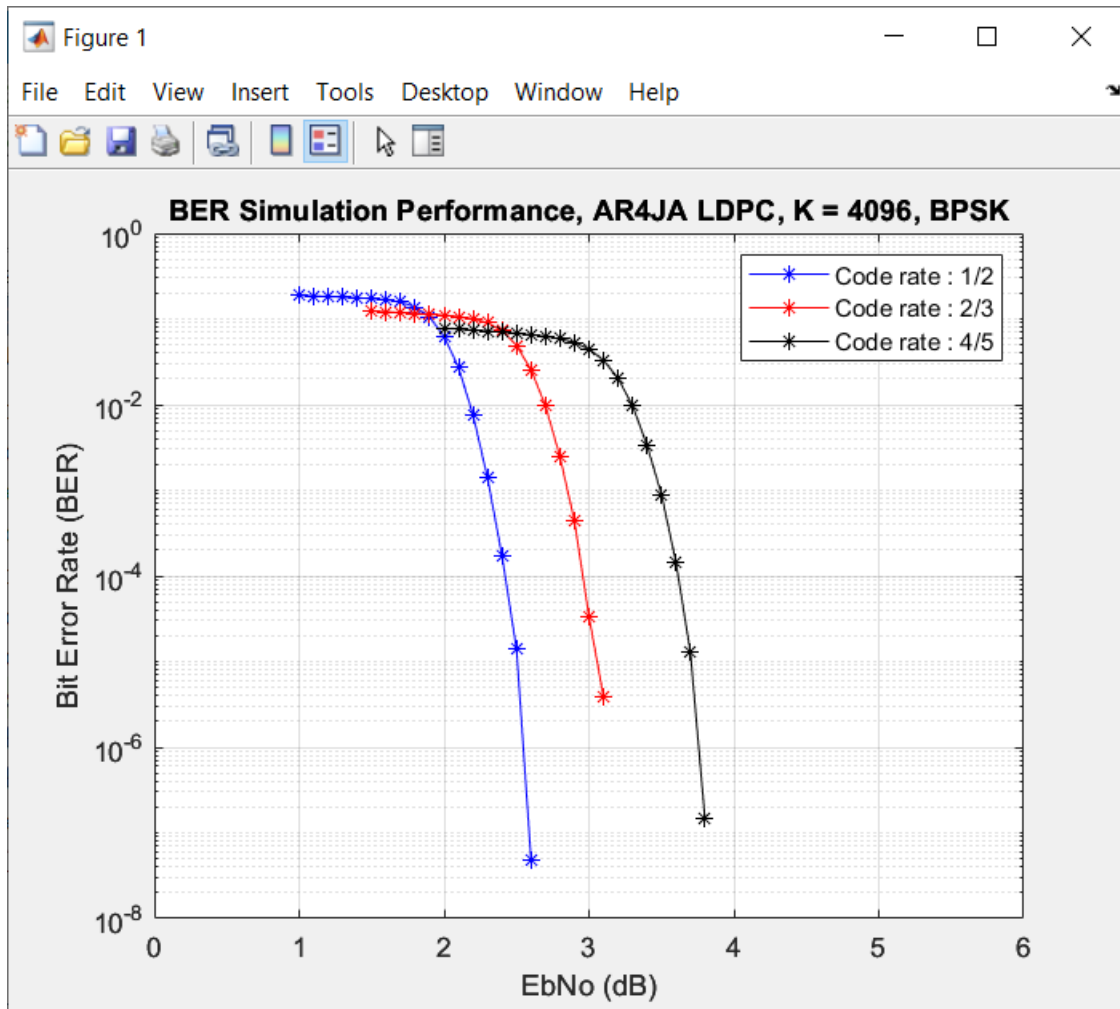 Figure 1
File Edit View Insert Tools Desktop Window Help
BER Simulation Performance, AR4JA LDPC, K = 4096, BPSK
10^0
10^-2
10^-4
10^-6
10^-8
Bit Error Rate (BER)
Code rate : 1/2
Code rate : 2/3
Code rate : 4/5
0 1 2 3 4 5 6
EbNo (dB)